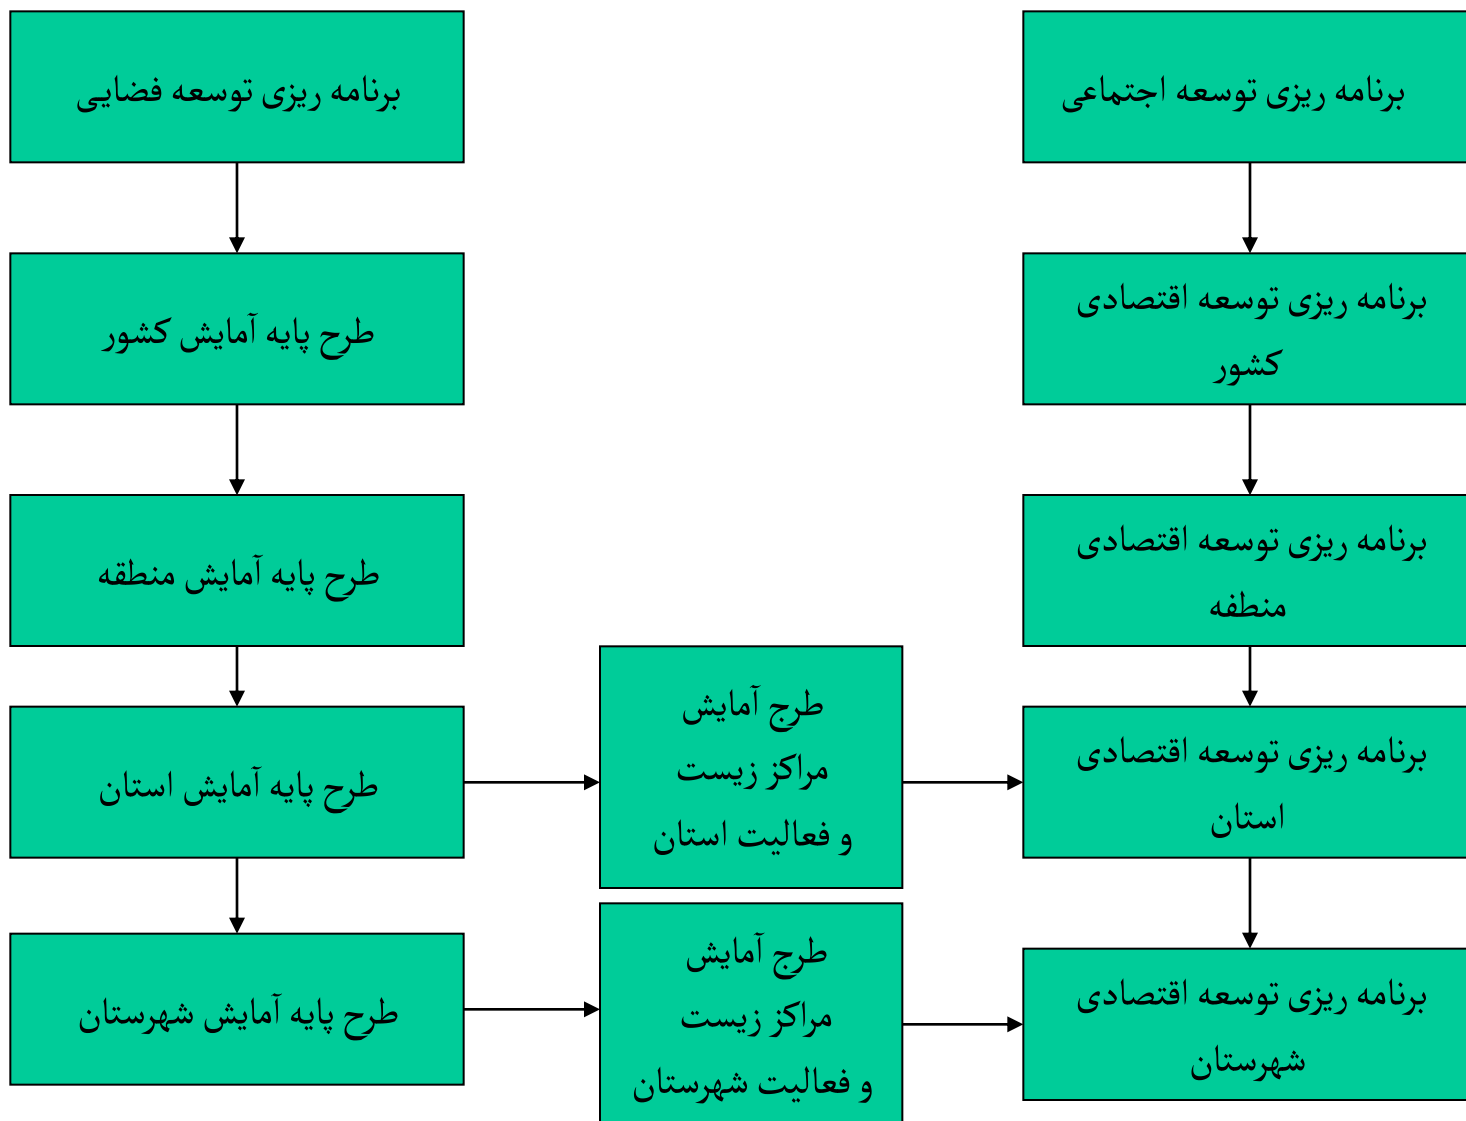 برنامه ریزی توسعه اجتماعی
برنامه ریزی توسعه فضایی
برنامه ریزی توسعه اقتصادی
کشور
طرح پایه آمایش کشور
برنامه ریزی توسعه اقتصادی
منطفه
طرح پایه آمایش منطقه
برنامه ریزی توسعه اقتصادی
استان
طرج آمایش
مراکز زیست
و فعالیت استان
طرح پایه آمایش استان
برنامه ریزی توسعه اقتصادی
شهرستان
طرج آمایش
مراکز زیست
و فعالیت شهرستان
طرح پایه آمایش شهرستان